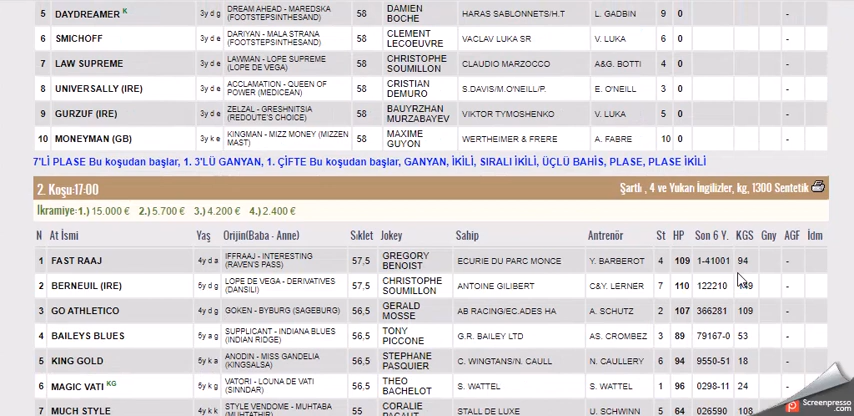 5 DAYDREAMER K 3y d g DREAM AHEAD - MAREDSKA (FOOTSTEPSINTHESAND) 58 DAMIEN BOCHE HARAS SABLONNETS/H.T L. GADBIN 9 0 -
6 SMICHOFF 3y d e DARIYAN - MALA STRANA (FOOTSTEPSINTHESAND) 58 CLEMENT LECOEUVRE VACLAV LUKA SR V. LUKA 6 0 -
7 LAW SUPREME 3y d e LAWMAN - LOPE SUPREME (LOPE DE VEGA) 58 CHRISTOPHE SOUMILLON CLAUDIO MARZOCCO A&G. BOTTI 4 0 -
8 UNIVERSALLY (IRE) 3y d e ACCLAMATION - QUEEN OF POWER (MEDICEAN) 58 CRISTIAN DEMURO S.DAVIS/M.O'NEILL/P. E. O'NEILL 3 0 -
9 GURZUF (IRE) 3y d e ZELZAL - GRESHNITSIA (REDOUTE'S CHOICE) 58 BAUYRZHAN MURZABAYEV VIKTOR TYMOSHENKO V. LUKA 5 0 -
10 MONEYMAN (GB) 3y k e KINGMAN - MIZZ MONEY (MIZZEN MAST) 58 MAXIME GUYON WERTHEIMER & FRERE A. FABRE 10 0 -
7'Lİ PLASE Bu koşudan başlar, 1. 3'LÜ GANYAN, 1. ÇİFTE Bu koşudan başlar, GANYAN, İKİLİ, SIRALI İKİLİ, ÜÇLÜ BAHİS, PLASE, PLASE İKİLİ
2. Koşu:17:00 Şartlı , 4 ve Yukarı İngilizler, kg, 1300 Sentetik
İkramiye: 1.) 15.000 € 2.) 5.700 € 3.) 4.200 € 4.) 2.400 €
N At İsmi Yaş Orijin(Baba - Anne) Sıklet Jokey Sahip Antrenör St HP Son 6 Y. KGS Gny AGF İdm
1 FAST RAAJ 4y d a IFFRAAJ - INTERESTING (RAVEN'S PASS) 57,5 GREGORY BENOIST ECURIE DU PARC MONCE Y. BARBEROT 4 109 1-41001 94 -
2 BERNEUIL (IRE) 5y d g LOPE DE VEGA - DERIVATIVES (DANSILI) 57,5 CHRISTOPHE SOUMILLON ANTOINE GILIBERT C&Y. LERNER 7 110 122210 -
3 GO ATHLETICO 4y d g GOKEN - BYBURG (SAGEBURG) 56,5 GERALD MOSSE AB RACING/EC.ADES HA A. SCHUTZ 2 107 366281 109 -
4 BAILEYS BLUES 5y a g SUPPLICANT - INDIANA BLUES (INDIAN RIDGE) 56,5 TONY PICCONE G.R. BAILEY LTD AS. CROMBEZ 3 89 79167-0 53 -
5 KING GOLD 5y k a ANODIN - MISS GANDELIA (KINGSALSA) 56,5 STEPHANE PASQUIER C. WINGTANS/N. CAULL N. CAULLERY 6 94 9550-51 18 -
6 MAGIC VATI KG 5y k g VATORI - LOUNA DE VATI (SINNDAR) 56,5 THEO BACHELOT S. WATTEL S. WATTEL 1 96 0298-11 24 -
MUCH STYLE 4y k k STYLE VENDOME - MUHTABA 55 CORALIE STALL DE LUXE U. SCHWINN 5 64 026590 108
Screenpresso
.com